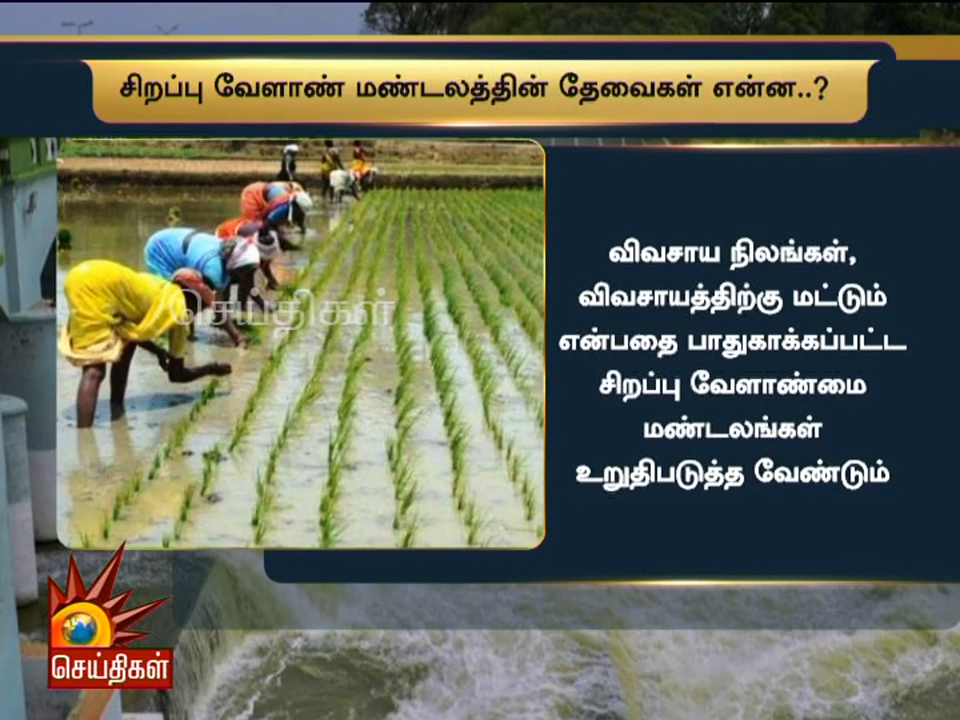 சிறப்பு வேளாண் மண்டலத்தின் தேவைகள் என்ன..?
விவசாய நிலங்கள்,
விவசாயத்திற்கு மட்டும்
என்பதை பாதுகாக்கப்பட்ட
சிறப்பு வேளாண்மை
மண்டலங்கள்
உறுதிபடுத்த வேண்டும்
செய்திகள்
செய்திகள்